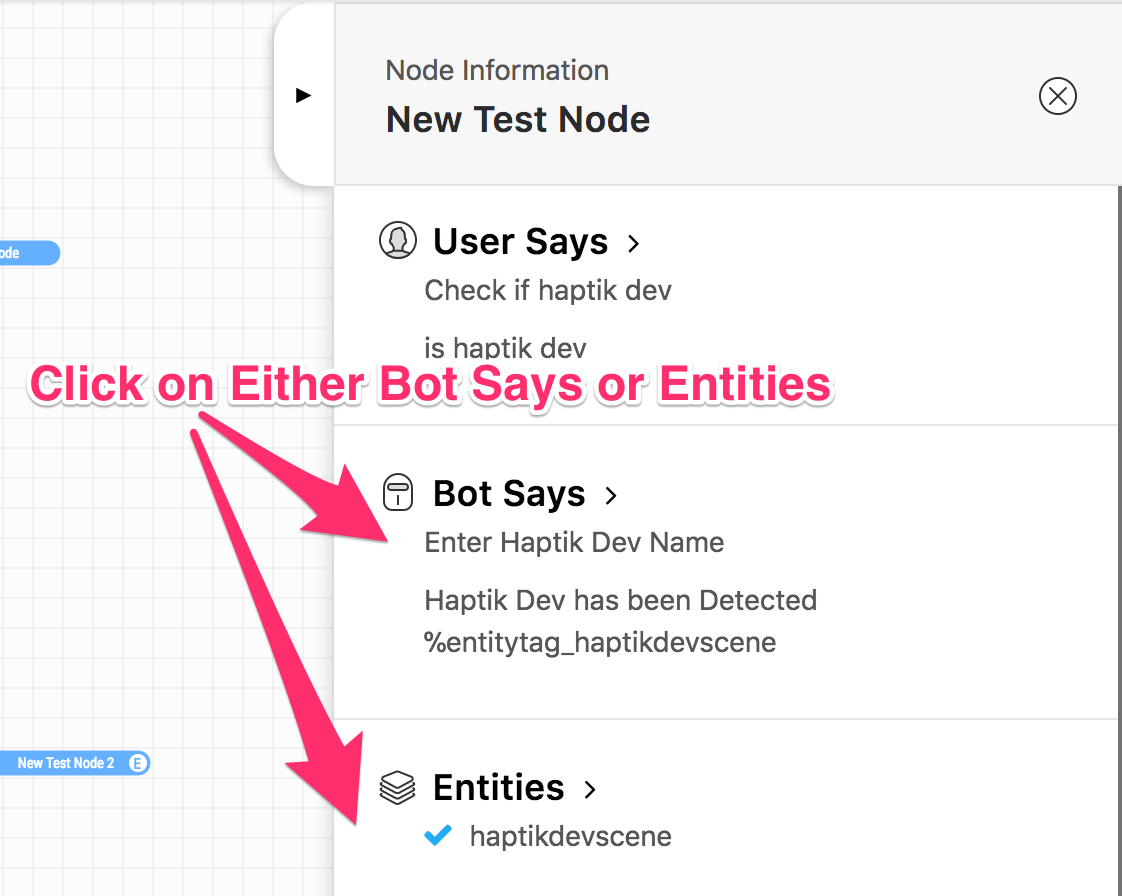 Node Information
New Test Node
ode
User Says
Check if haptik dev
is haptik dev
Click on Either Bot Says or Entities
Bot Says
Enter Haptik Dev Name
Haptik Dev has been Detected
%entitytag_haptikdevscene
New Test Node 2 E
Entities
haptikdevscene